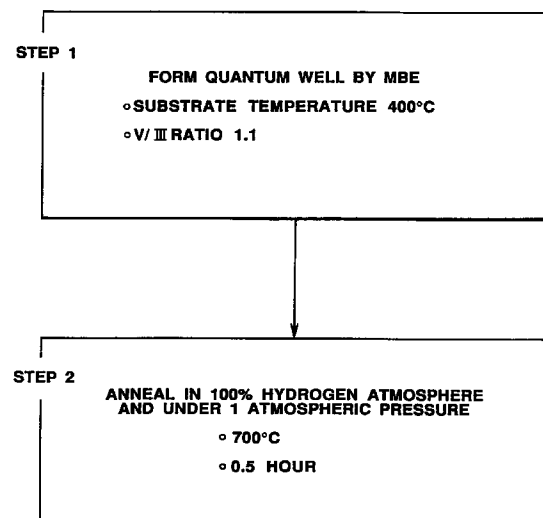 STEP 1
FORM QUANTUM WELL BY MBE
○ SUBSTRATE TEMPERATURE 400°C
○ V/Ⅲ RATIO 1.1
STEP 2
ANNEAL IN 100% HYDROGEN ATMOSPHERE
AND UNDER 1 ATMOSPHERIC PRESSURE
○ 700°C
○ 0.5 HOUR